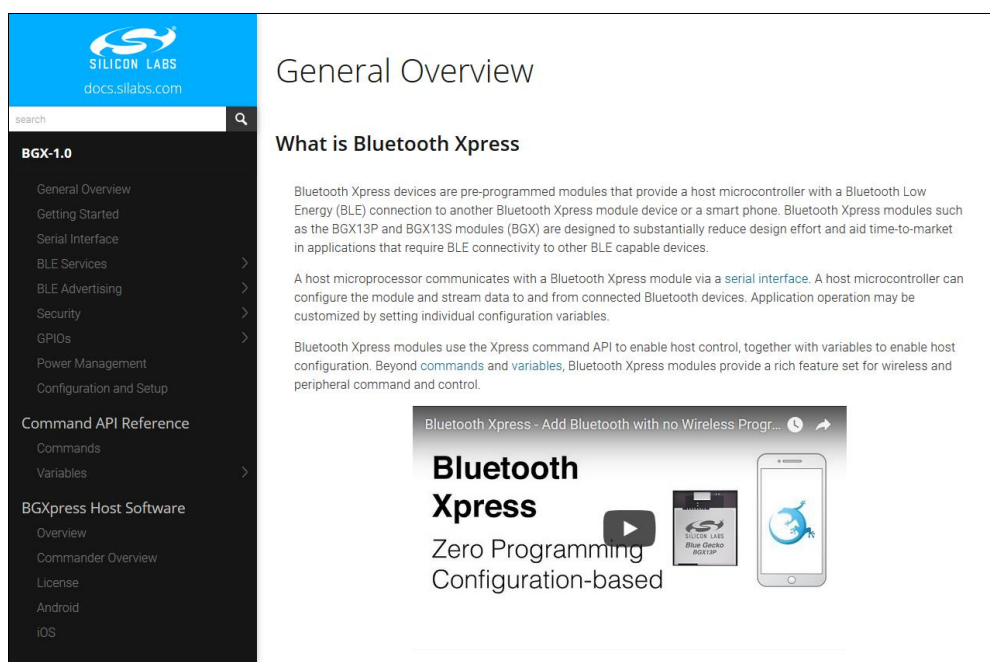 SILICON LABS
docs.silabs.com
search
BGX-1.0
General Overview
Getting Started
Serial Interface
BLE Services
BLE Advertising
Security
GPIOs
Power Management
Configuration and Setup
Command API Reference
Commands
Variables
BGXpress Host Software
Overview
Commander Overview
License
Android
iOS
General Overview
What is Bluetooth Xpress
Bluetooth Xpress devices are pre-programmed modules that provide a host microcontroller with a Bluetooth Low
Energy (BLE) connection to another Bluetooth Xpress module device or a smart phone. Bluetooth Xpress modules such
as the BGX13P and BGX13S modules (BGX) are designed to substantially reduce design effort and aid time-to-market
in applications that require BLE connectivity to other BLE capable devices.
A host microprocessor communicates with a Bluetooth Xpress module via a serial interface. A host microcontroller can
configure the module and stream data to and from connected Bluetooth devices. Application operation may be
customized by setting individual configuration variables.
Bluetooth Xpress modules use the Xpress command API to enable host control, together with variables to enable host
configuration. Beyond commands and variables, Bluetooth Xpress modules provide a rich feature set for wireless and
peripheral command and control.
Bluetooth Xpress - Add Bluetooth with no Wireless Progr...
Bluetooth
Xpress
Zero Programming
Configuration-based
SILICON LABS
Blue Gecko
BGX13P